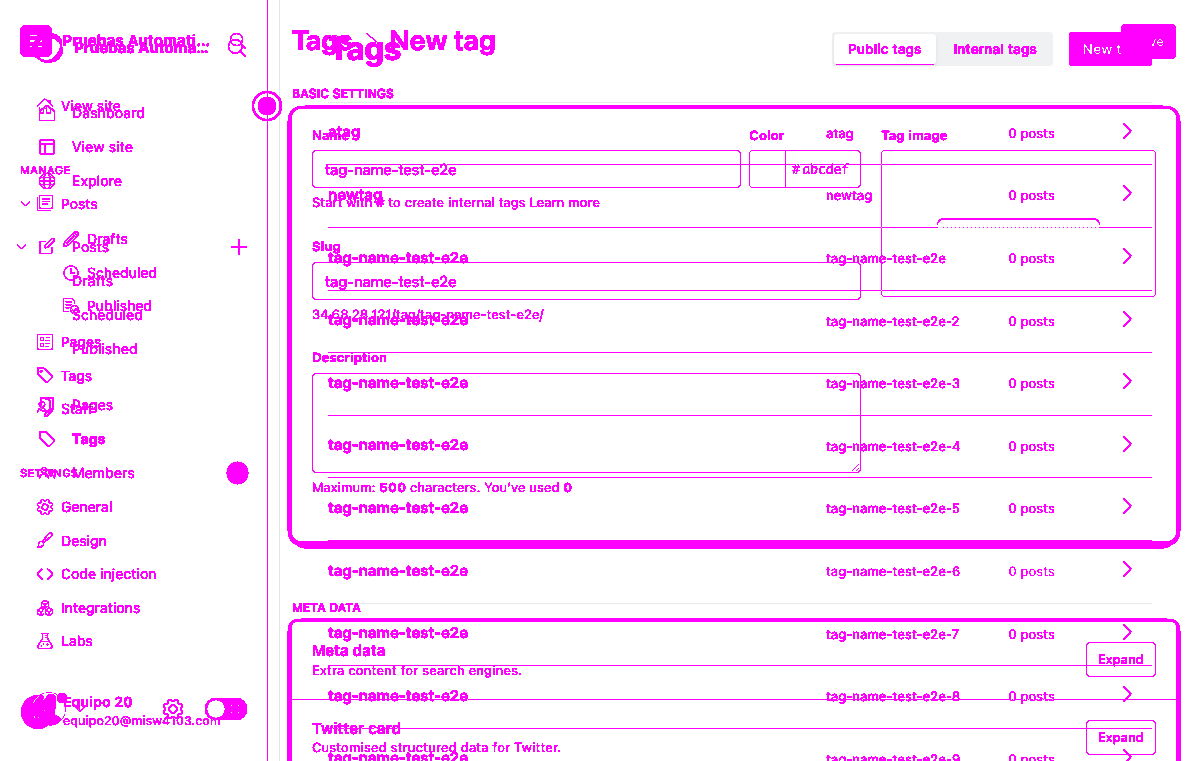 Pruebas Automati...
Pruebas Automa...
View site
Dashboard
View site
MANAGE
Explore
Posts
Drafts
Posts
Scheduled
Drafts
Published
Scheduled
Pages
Published
Tags
Staff
Pages
Tags
SETTINGS
Members
General
Design
Code injection
Integrations
Labs
Equipo 20
equipo20@misw4103.com
Tags > New tag
Tags
Public tags
Internal tags
New t
BASIC SETTINGS
Name
Color
Tag image
atag
atag
0 posts
tag-name-test-e2e
#abcdef
newtag
newtag
0 posts
Start with # to create internal tags Learn more
Slug
tag-name-test-e2e
tag-name-test-e2e
0 posts
tag-name-test-e2e
34.68.28.121/tag/tag-name-test-e2e/
tag-name-test-e2e
tag-name-test-e2e-2
0 posts
Description
tag-name-test-e2e
tag-name-test-e2e-3
0 posts
tag-name-test-e2e
tag-name-test-e2e-4
0 posts
Maximum: 500 characters. You've used 0
tag-name-test-e2e
tag-name-test-e2e-5
0 posts
tag-name-test-e2e
tag-name-test-e2e-6
0 posts
META DATA
tag-name-test-e2e
tag-name-test-e2e-7
0 posts
Meta data
Extra content for search engines.
Expand
tag-name-test-e2e
tag-name-test-e2e-8
0 posts
Twitter card
Customised structured data for Twitter.
Expand
tag-name-test-e2e
tag-name-test-e2e-9
0 posts